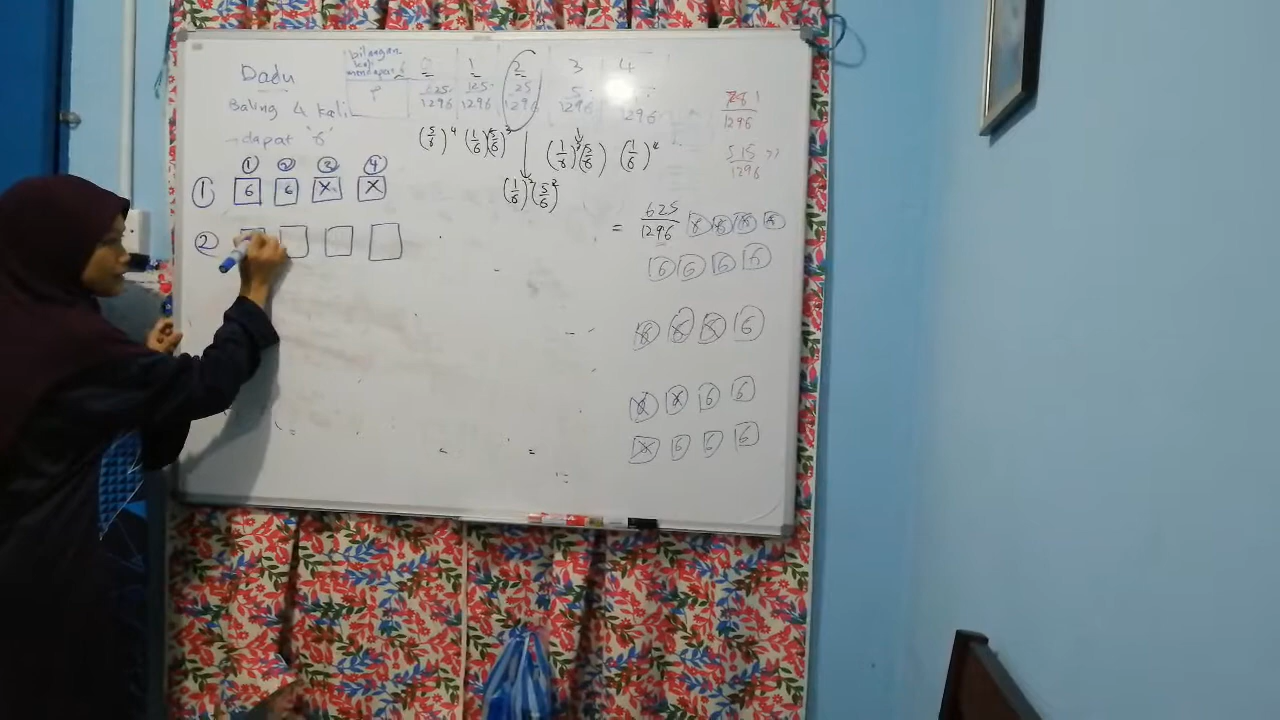 Dadu
Baling 4 kali
→ dapat '6'
bilangan kali mendapat 6 0 1 2 3 4
P 625/1296 125/1296 25/1296 5/1296 /1296
(5/6)^4 (1/6)(5/6)^3 (1/6)^3(5/6) (1/6)^4
(1/6)^2(5/6)^2
781/1296
515/1296 ??
① ② ③ ④
① 6 6 X X
②
= 625/1296
6 6 6 6
6
X X 6 6
X 6 6 6